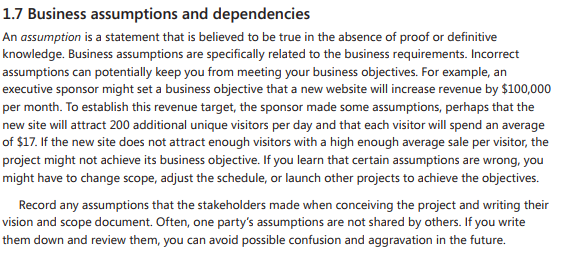 1.7 Business assumptions and dependencies
An assumption is a statement that is believed to be true in the absence of proof or definitive
knowledge. Business assumptions are specifically related to the business requirements. Incorrect
assumptions can potentially keep you from meeting your business objectives. For example, an
executive sponsor might set a business objective that a new website will increase revenue by $100,000
per month. To establish this revenue target, the sponsor made some assumptions, perhaps that the
new site will attract 200 additional unique visitors per day and that each visitor will spend an average
of $17. If the new site does not attract enough visitors with a high enough average sale per visitor, the
project might not achieve its business objective. If you learn that certain assumptions are wrong, you
might have to change scope, adjust the schedule, or launch other projects to achieve the objectives.
Record any assumptions that the stakeholders made when conceiving the project and writing their
vision and scope document. Often, one party's assumptions are not shared by others. If you write
them down and review them, you can avoid possible confusion and aggravation in the future.